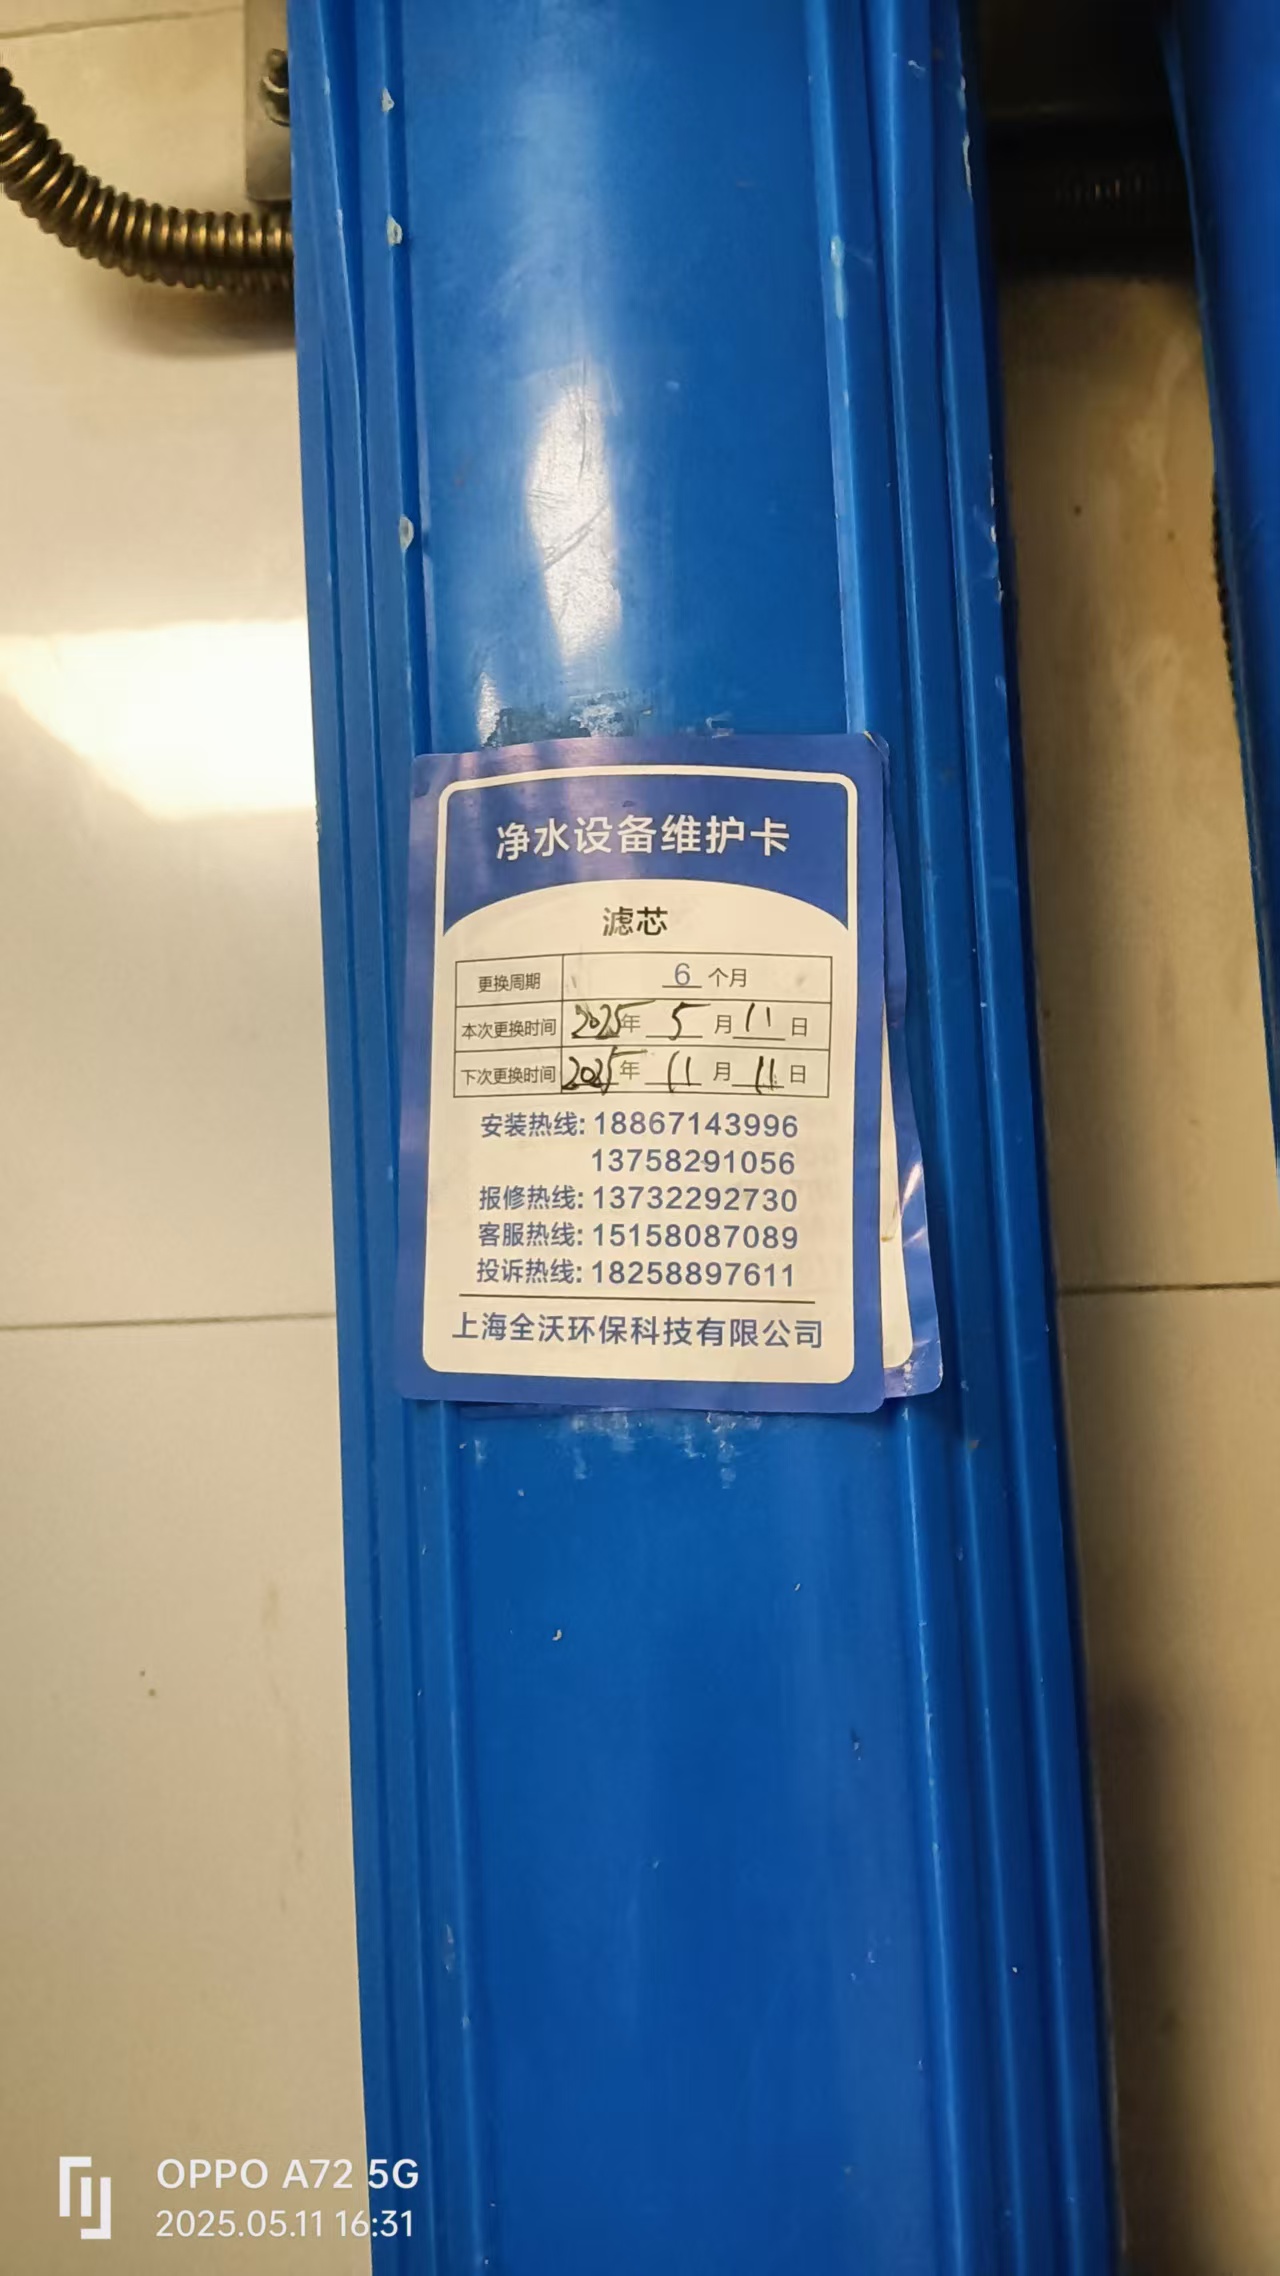 净水设备维护卡
滤芯
更换周期 6 个月
本次更换时间 2025年 5 月 11 日
下次更换时间 2025年 11 月 11 日
安装热线: 18867143996
13758291056
报修热线: 13732292730
客服热线: 15158087089
投诉热线: 18258897611
上海全沃环保科技有限公司
OPPO A72 5G
2025.05.11 16:31